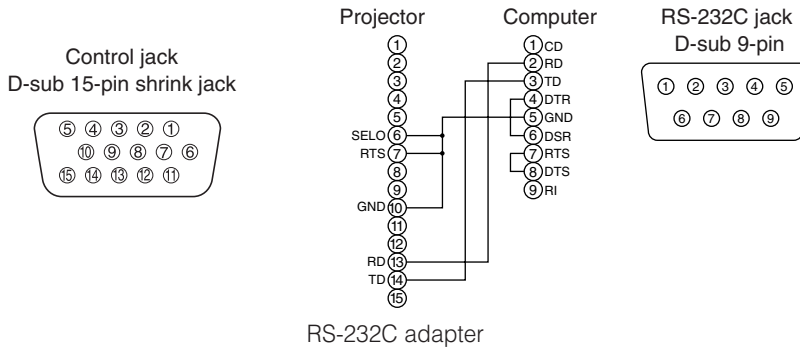 Control jack
D-sub 15-pin shrink jack
⑤ ④ ③ ② ①
⑩ ⑨ ⑧ ⑦ ⑥
⑮ ⑭ ⑬ ⑫ ⑪
Projector
①
②
③
④
⑤
SELO ⑥
RTS ⑦
⑧
⑨
GND ⑩
⑪
⑫
RD ⑬
TD ⑭
⑮
Computer
① CD
② RD
③ TD
④ DTR
⑤ GND
⑥ DSR
⑦ RTS
⑧ DTS
⑨ RI
RS-232C jack
D-sub 9-pin
① ② ③ ④ ⑤
⑥ ⑦ ⑧ ⑨
RS-232C adapter